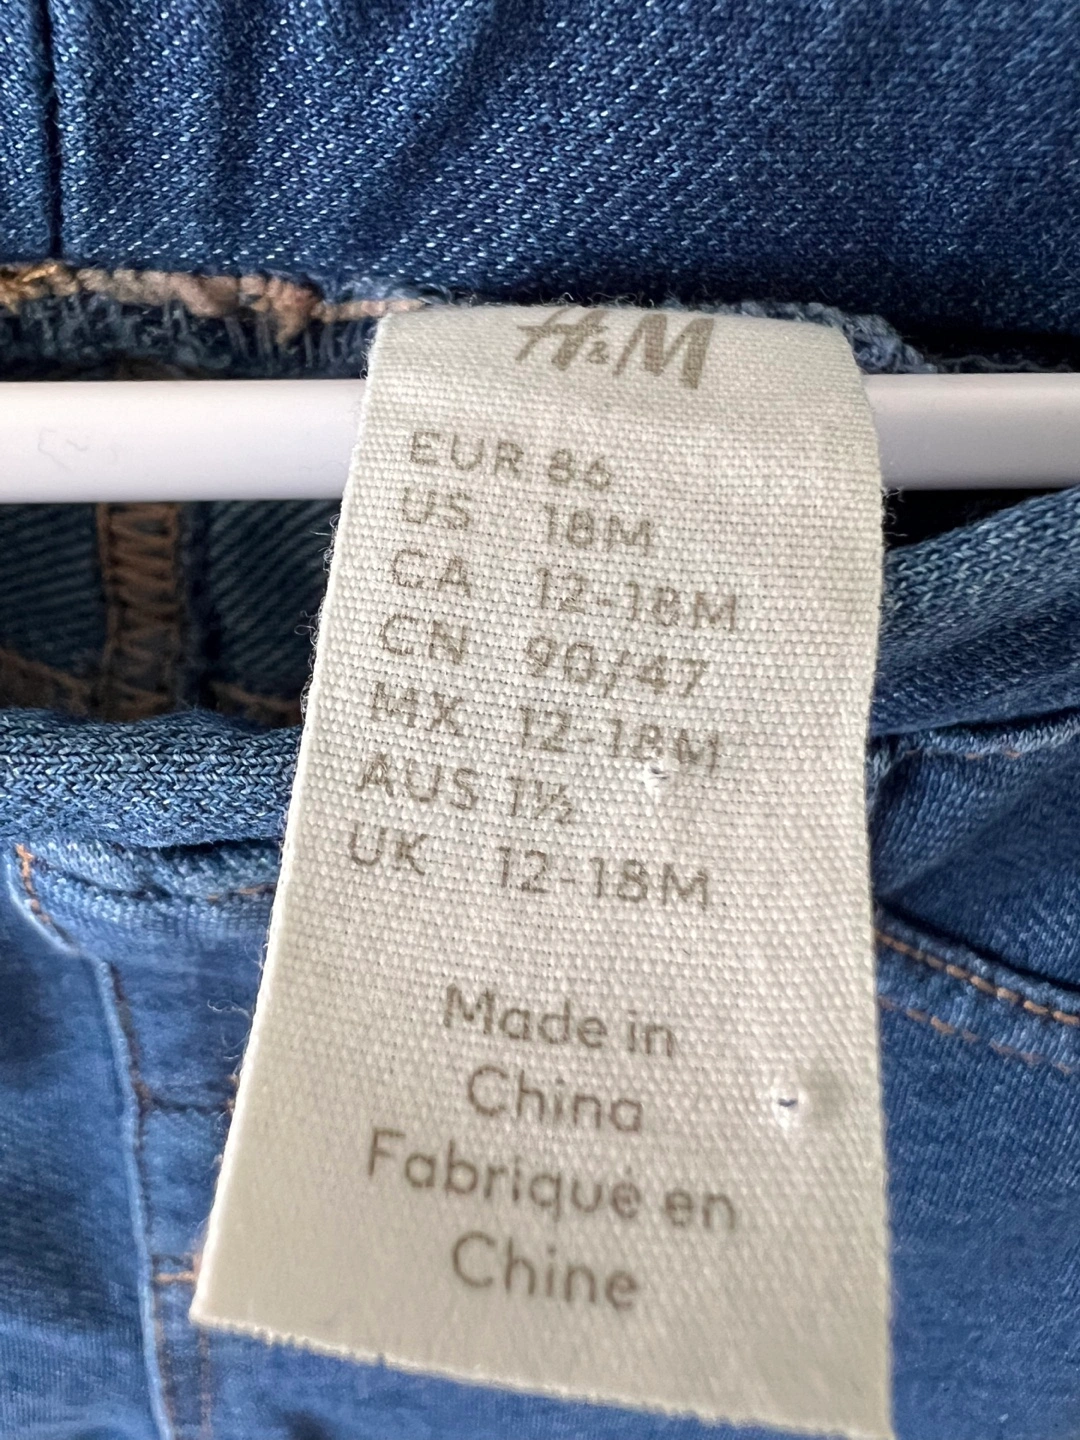 H&M
EUR 86
US 18M
CA 12-18M
CN 90/47
MX 12-18M
AUS 1½
UK 12-18M
Made in
China
Fabriqué en
Chine